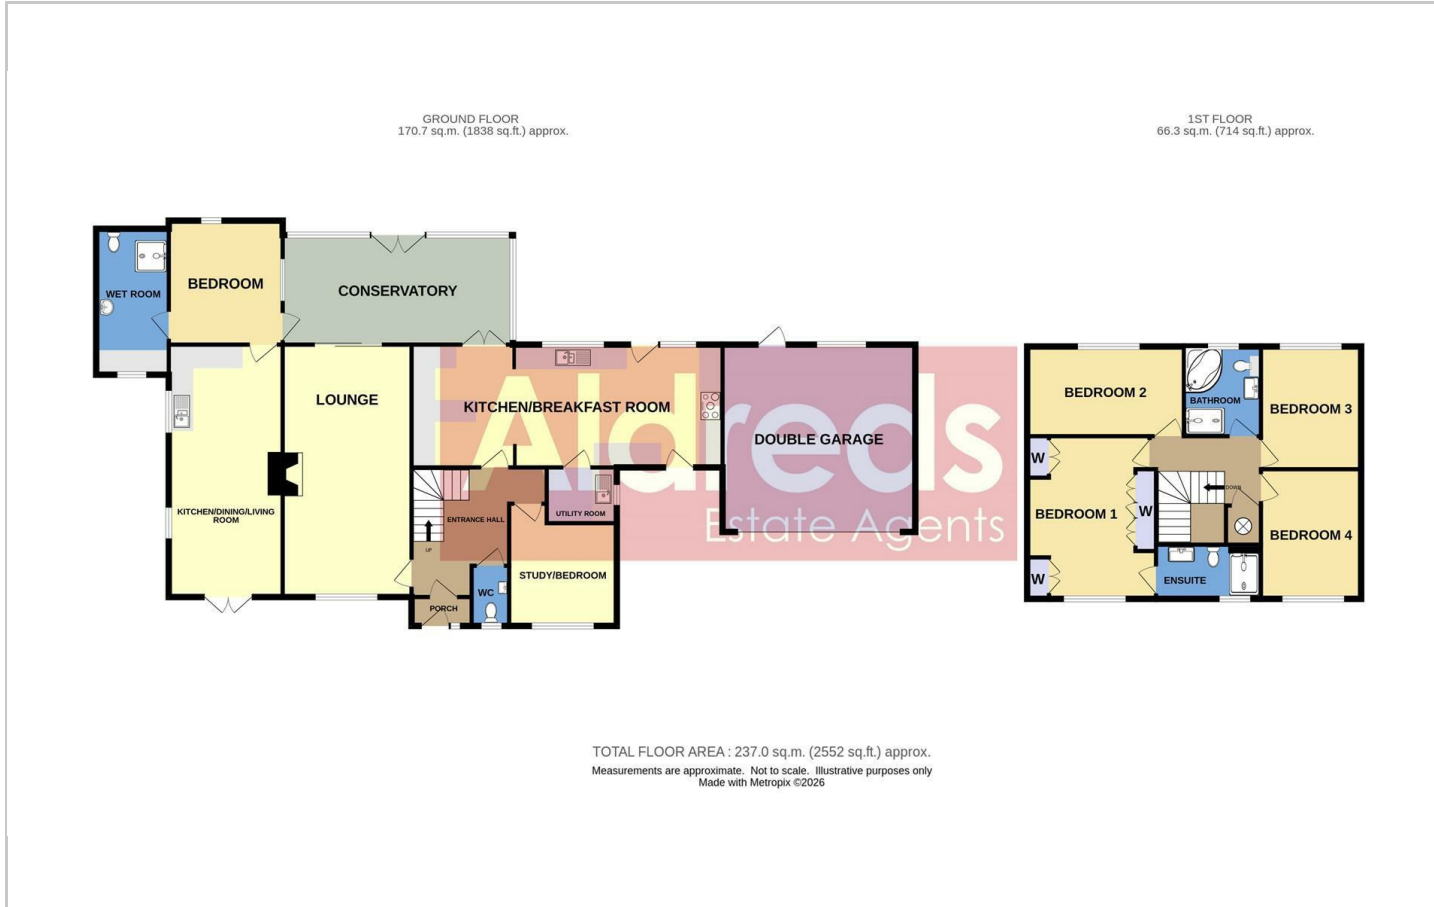 GROUND FLOOR
170.7 sq.m. (1838 sq.ft.) approx.
1ST FLOOR
66.3 sq.m. (714 sq.ft.) approx.
WET ROOM
BEDROOM
CONSERVATORY
LOUNGE
KITCHEN/BREAKFAST ROOM
DOUBLE GARAGE
KITCHEN/DINING/LIVING
ROOM
ENTRANCE HALL
UTILITY ROOM
UP
STUDY/BEDROOM
WC
PORCH
Aldreds
Estate Agents
BEDROOM 2
BATHROOM
BEDROOM 3
W
DOWN
BEDROOM 1
W
BEDROOM 4
W
ENSUITE
TOTAL FLOOR AREA : 237.0 sq.m. (2552 sq.ft.) approx.
Measurements are approximate. Not to scale. Illustrative purposes only
Made with Metropix ©2026